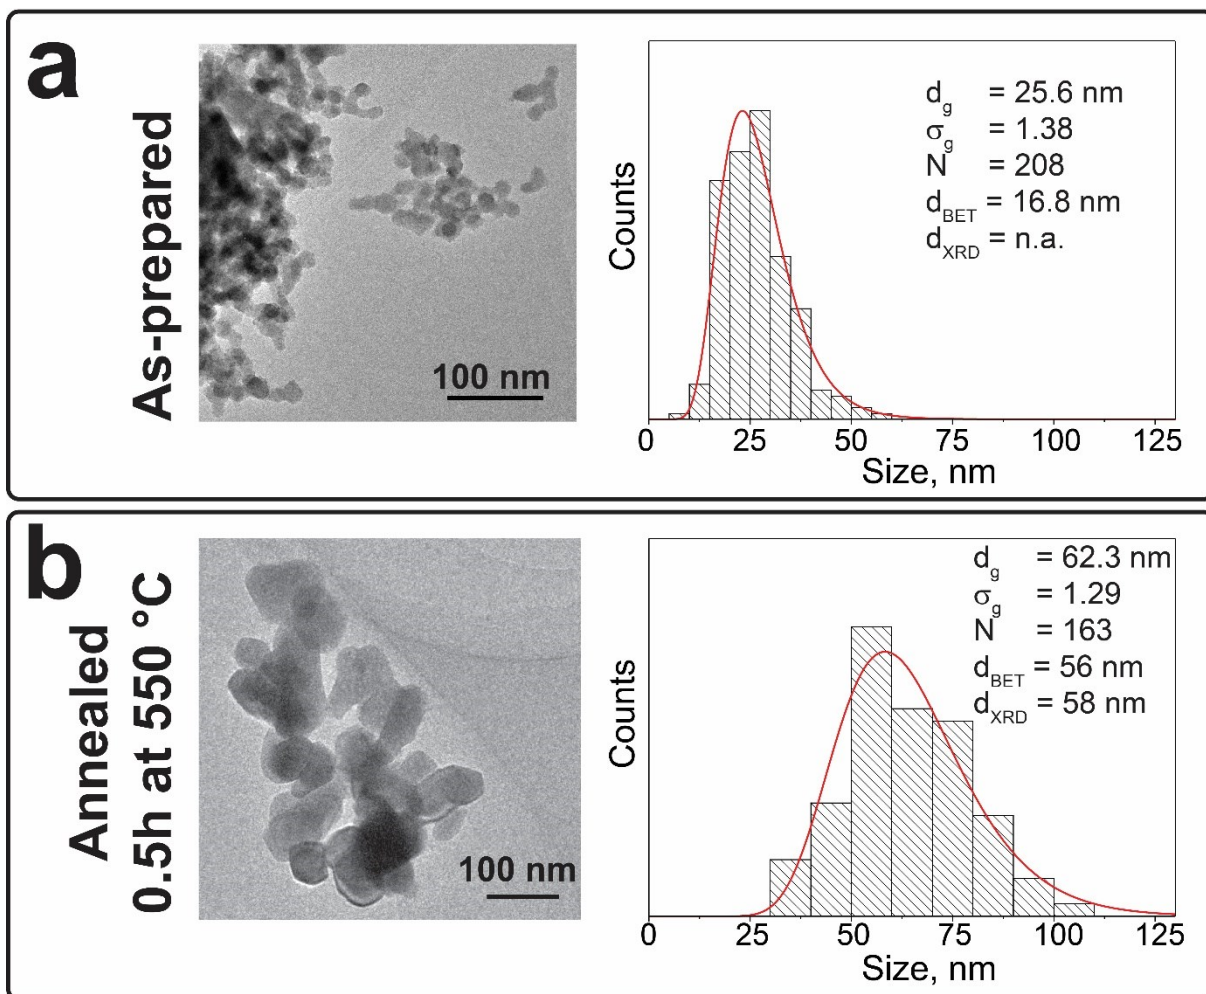 a
As-prepared
100 nm
Counts
d_g = 25.6 nm
σ_g = 1.38
N = 208
d_BET = 16.8 nm
d_XRD = n.a.
0 25 50 75 100 125
Size, nm
b
Annealed
0.5h at 550 °C
100 nm
Counts
d_g = 62.3 nm
σ_g = 1.29
N = 163
d_BET = 56 nm
d_XRD = 58 nm
0 25 50 75 100 125
Size, nm